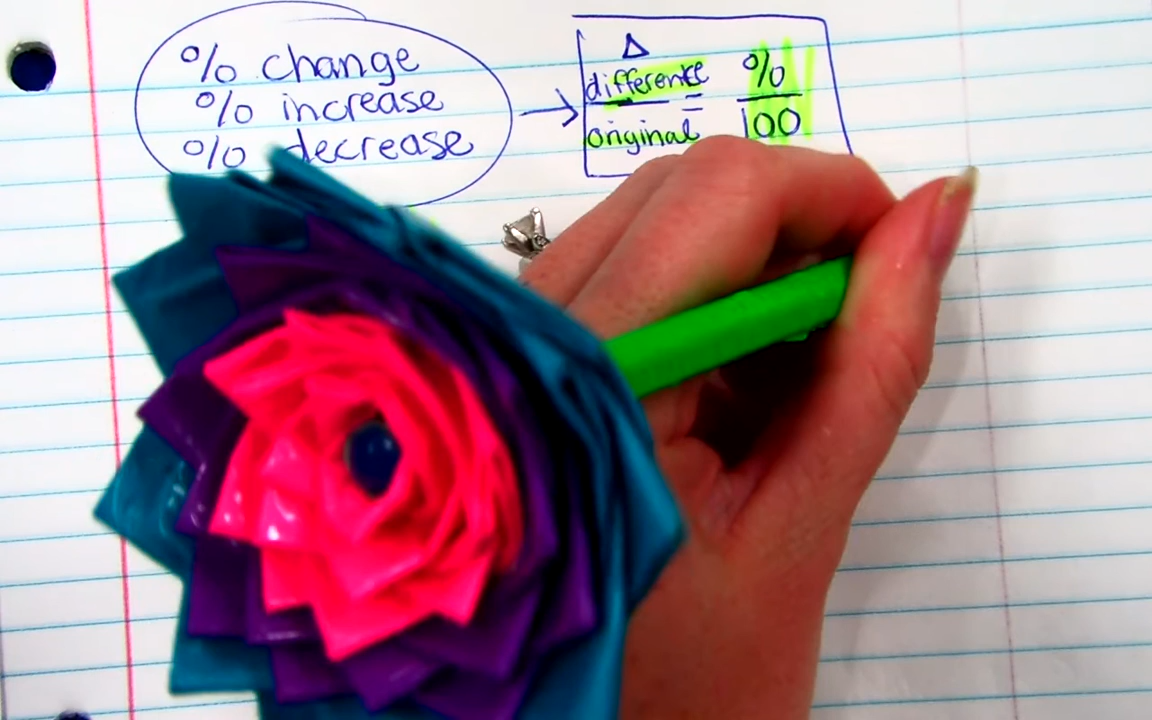 % change
% increase
% decrease
Δ
difference = %
original 100